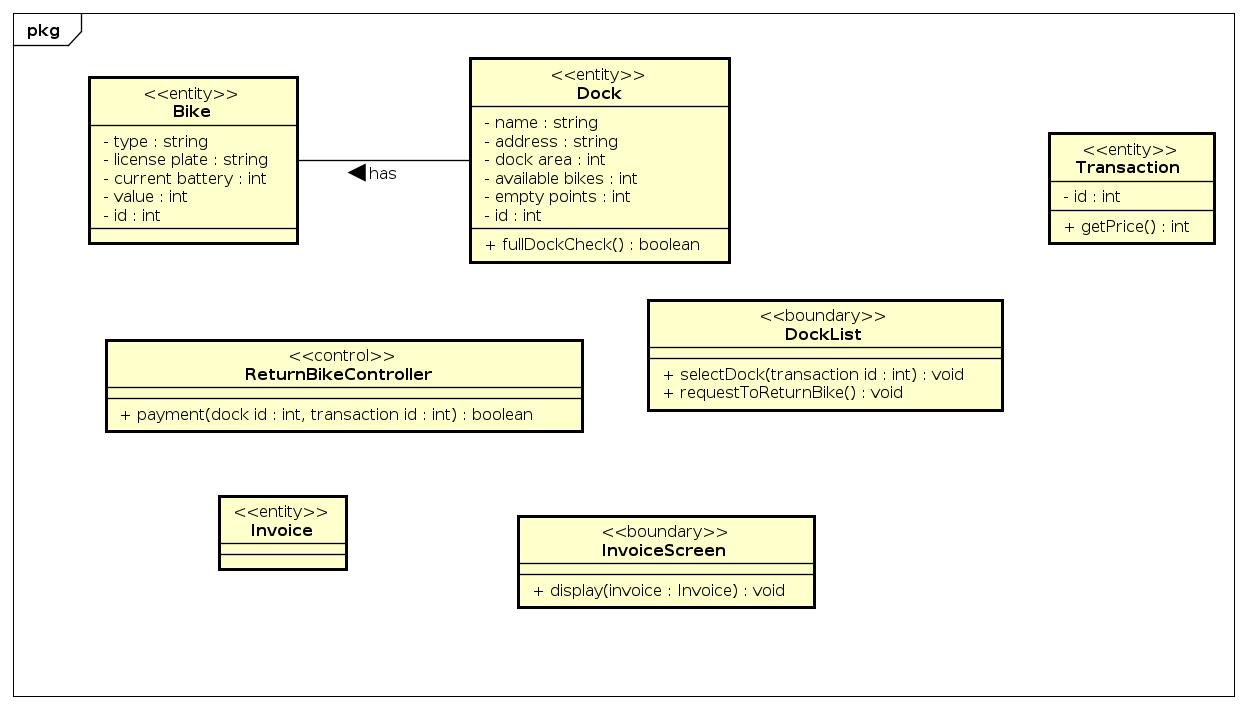 pkg
<<entity>>
Bike
- type : string
- license plate : string
- current battery : int
- value : int
- id : int
has
<<entity>>
Dock
- name : string
- address : string
- dock area : int
- available bikes : int
- empty points : int
- id : int
+ fullDockCheck() : boolean
<<entity>>
Transaction
- id : int
+ getPrice() : int
<<control>>
ReturnBikeController
+ payment(dock id : int, transaction id : int) : boolean
<<boundary>>
DockList
+ selectDock(transaction id : int) : void
+ requestToReturnBike() : void
<<entity>>
Invoice
<<boundary>>
InvoiceScreen
+ display(invoice : Invoice) : void